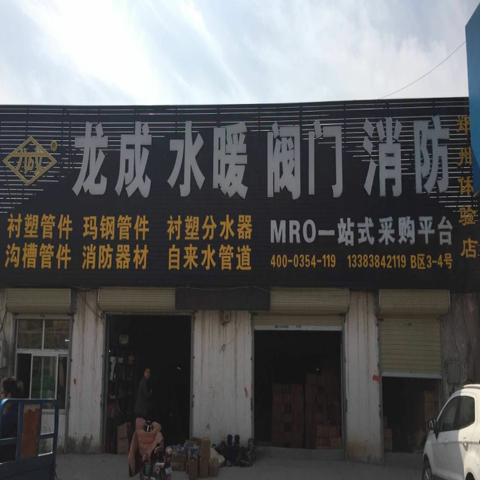 龙成 水暖 阀门 消防
衬塑管件 玛钢管件 衬塑分水器
沟槽管件 消防器材 自来水管道
MRO一站式采购平台
400-0354-119 13383842119 B区3-4号
郑州体验店